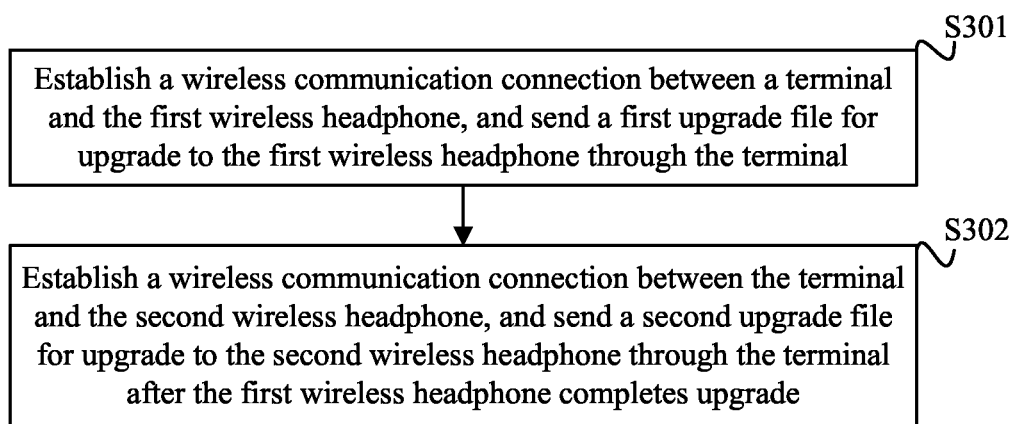 S301
Establish a wireless communication connection between a terminal
and the first wireless headphone, and send a first upgrade file for
upgrade to the first wireless headphone through the terminal
S302
Establish a wireless communication connection between the terminal
and the second wireless headphone, and send a second upgrade file
for upgrade to the second wireless headphone through the terminal
after the first wireless headphone completes upgrade